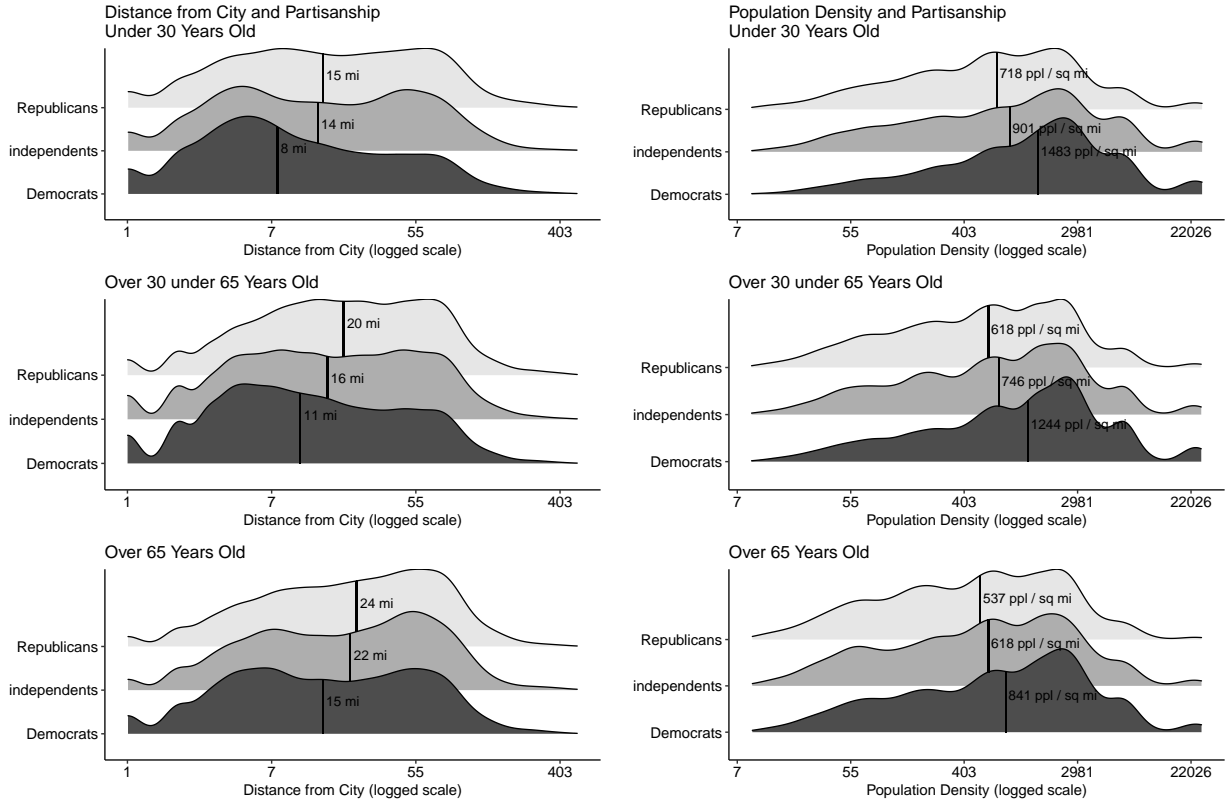 Distance from City and Partisanship
Under 30 Years Old
Republicans
independents
Democrats
15 mi
14 mi
8 mi
1
7
55
403
Distance from City (logged scale)
Population Density and Partisanship
Under 30 Years Old
Republicans
independents
Democrats
718 ppl / sq mi
901 ppl / sq mi
1483 ppl / sq mi
7
55
403
2981
22026
Population Density (logged scale)
Over 30 under 65 Years Old
Republicans
independents
Democrats
20 mi
16 mi
11 mi
1
7
55
403
Distance from City (logged scale)
Over 30 under 65 Years Old
Republicans
independents
Democrats
618 ppl / sq mi
746 ppl / sq mi
1244 ppl / sq mi
7
55
403
2981
22026
Population Density (logged scale)
Over 65 Years Old
Republicans
independents
Democrats
24 mi
22 mi
15 mi
1
7
55
403
Distance from City (logged scale)
Over 65 Years Old
Republicans
independents
Democrats
537 ppl / sq mi
618 ppl / sq mi
841 ppl / sq mi
7
55
403
2981
22026
Population Density (logged scale)